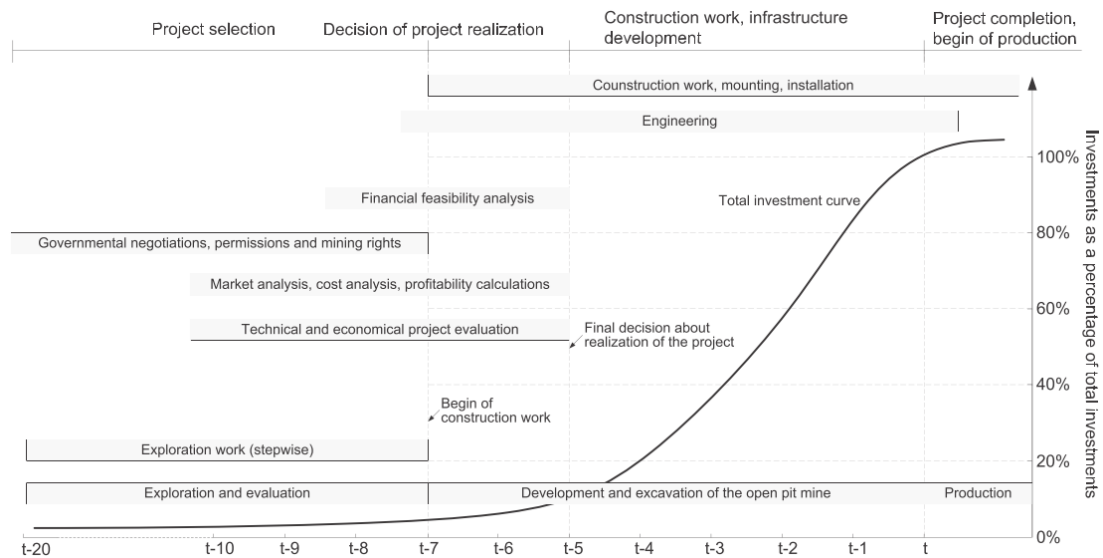 Project selection
Decision of project realization
Construction work, infrastructure
development
Project completion,
begin of production
Counstruction work, mounting, installation
Engineering
Financial feasibility analysis
Total investment curve
Governmental negotiations, permissions and mining rights
Market analysis, cost analysis, profitability calculations
Technical and economical project evaluation
Final decision about
realization of the project
Begin of
construction work
Exploration work (stepwise)
Exploration and evaluation
Development and excavation of the open pit mine
Production
100%
80%
60%
40%
20%
0%
Investments as a percentage of total investments
t-20
t-10
t-9
t-8
t-7
t-6
t-5
t-4
t-3
t-2
t-1
t